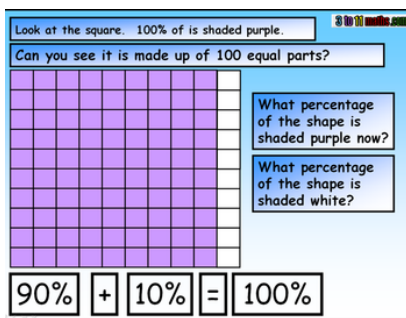 3 to 11 maths.com
Look at the square. 100% of is shaded purple.
Can you see it is made up of 100 equal parts?
What percentage
of the shape is
shaded purple now?
What percentage
of the shape is
shaded white?
90% + 10% = 100%